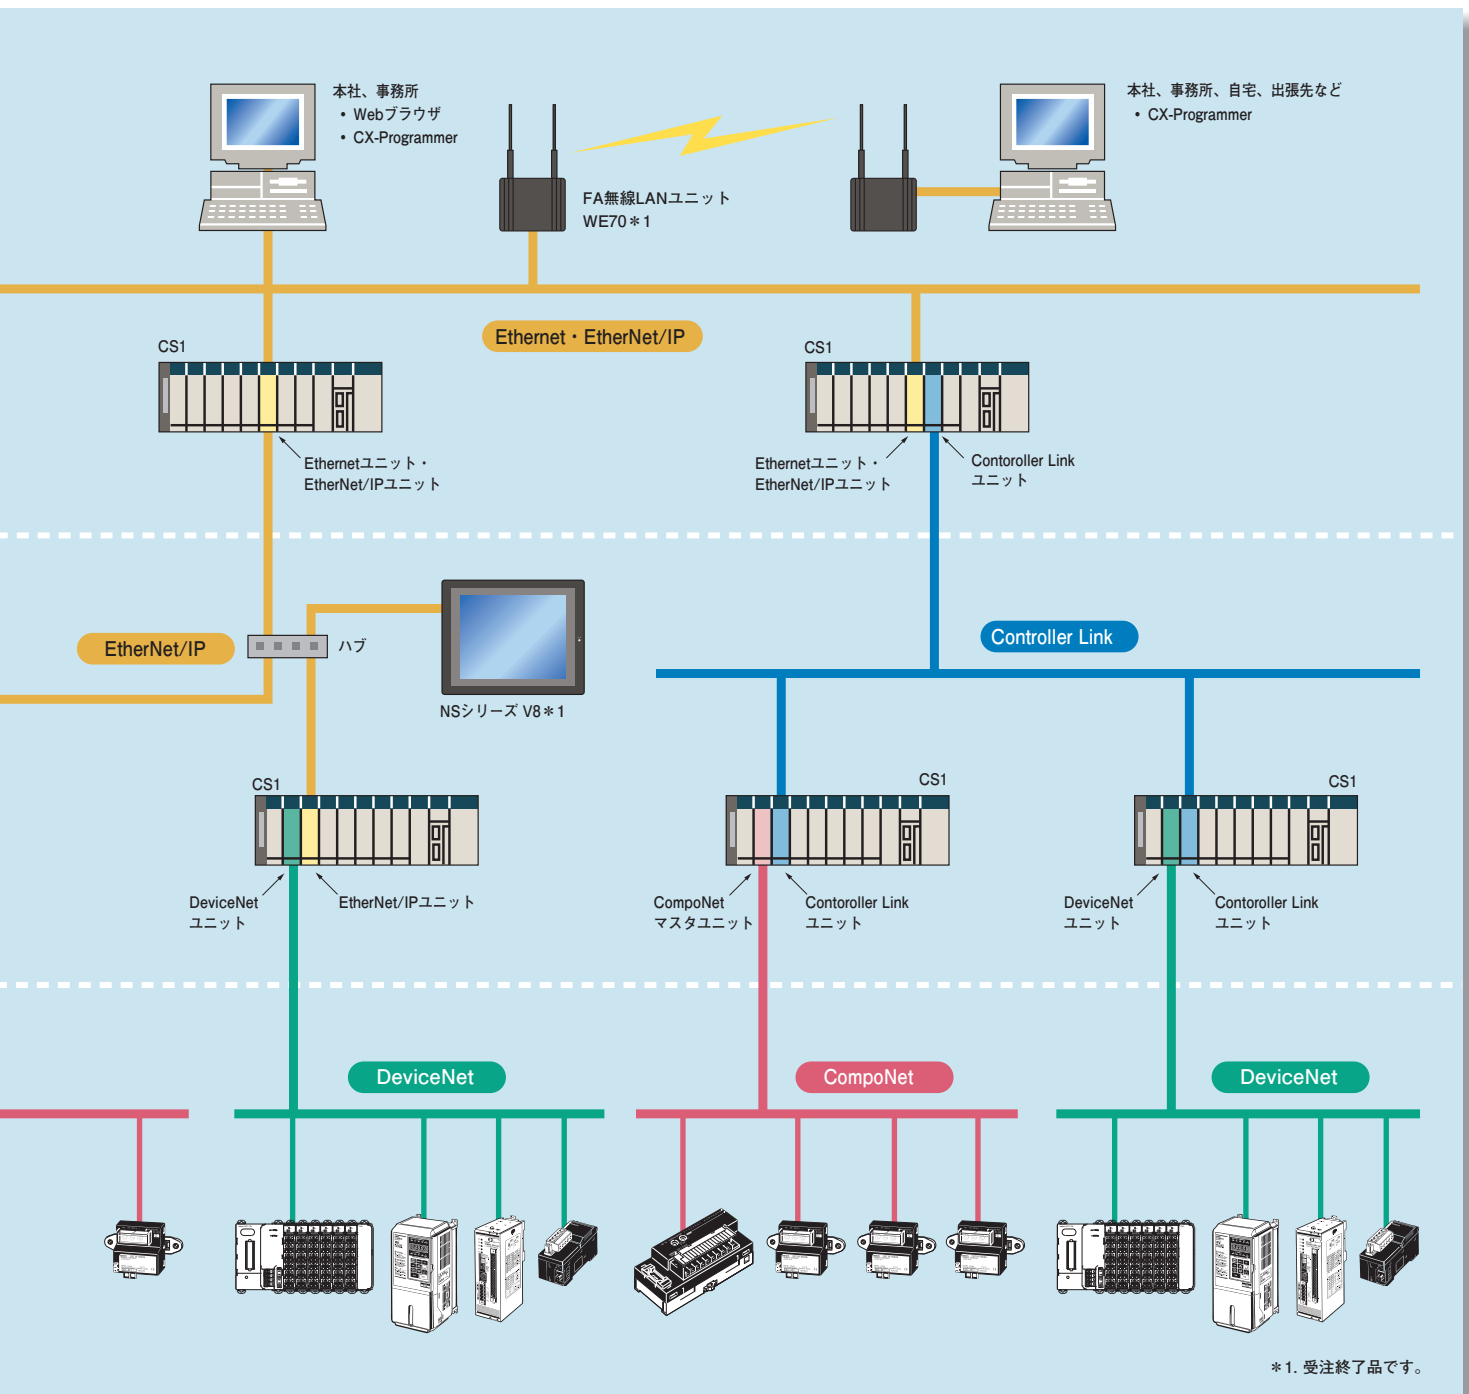 本社、事務所
・Webブラウザ
・CX-Programmer
FA無線LANユニット
WE70＊1
本社、事務所、自宅、出張先など
・CX-Programmer
Ethernet・EtherNet/IP
CS1
Ethernetユニット・
EtherNet/IPユニット
CS1
Ethernetユニット・
EtherNet/IPユニット
Contoroller Link
ユニット
EtherNet/IP
ハブ
NSシリーズ V8＊1
Controller Link
CS1
DeviceNet
ユニット
EtherNet/IPユニット
CS1
CompoNet
マスタユニット
Contoroller Link
ユニット
CS1
DeviceNet
ユニット
Contoroller Link
ユニット
DeviceNet
CompoNet
DeviceNet
＊1. 受注終了品です。